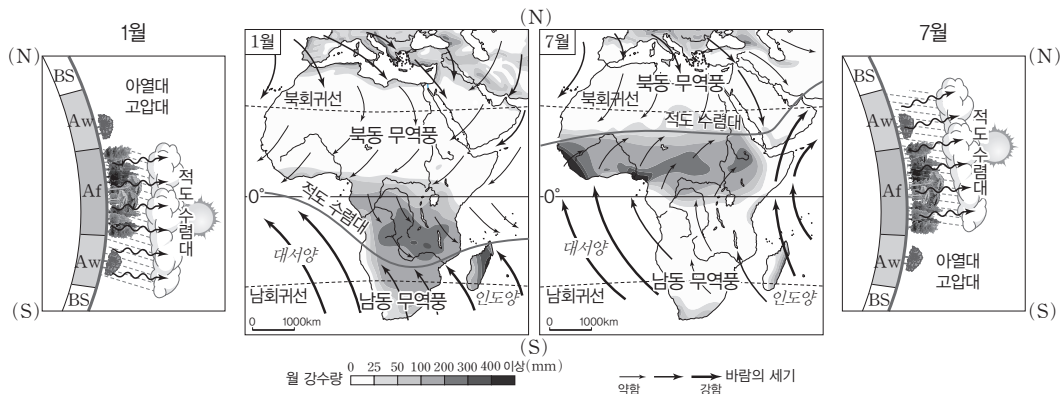 1월
(N)
BS
Aw
Af
Aw
BS
(S)
아열대
고압대
적도 수렴대
(N)
1월
북회귀선
북동 무역풍
0°
적도 수렴대
대서양
남회귀선
남동 무역풍
인도양
0 1000km
7월
북동 무역풍
북회귀선
적도 수렴대
0°
대서양
남동 무역풍
남회귀선
인도양
0 1000km
(S)
7월
(N)
BS
Aw
Af
Aw
BS
(S)
적도 수렴대
아열대
고압대
월 강수량 0 25 50 100 200 300 400 이상(mm)
약함 강함 바람의 세기